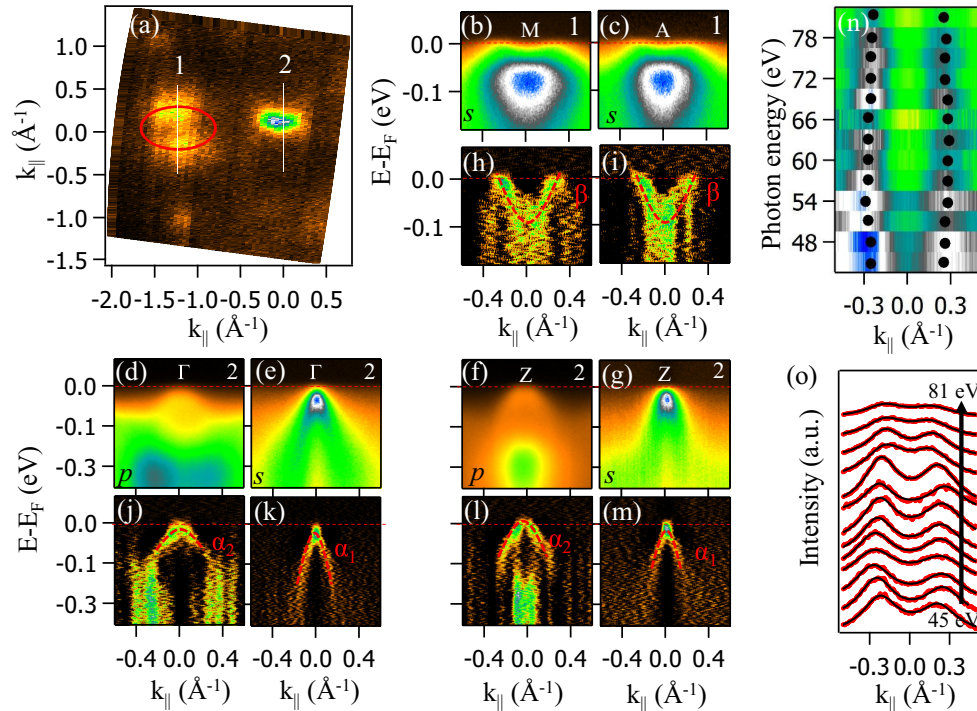 (a)
1
2
1.0
0.5
0.0
-0.5
-1.0
-1.5
k|| (Å-1)
-2.0 -1.5 -1.0 -0.5 0.0 0.5
k|| (Å-1)
(b) M 1
s
(c) A 1
s
0.0
-0.1
E-EF (eV)
(h)
β
(i)
β
0.0
-0.1
-0.4 0.0 0.4
-0.4 0.0 0.4
k|| (Å-1)
(n)
78
72
66
60
54
48
Photon energy (eV)
-0.3 0.0 0.3
k|| (Å-1)
(d) Γ 2
p
(e) Γ 2
s
0.0
-0.1
-0.3
E-EF (eV)
(j)
α2
(k)
α1
0.0
-0.1
-0.3
-0.4 0.0 0.4
-0.4 0.0 0.4
k|| (Å-1)
(f) Z 2
p
(g) Z 2
s
(l)
α2
(m)
α1
-0.4 0.0 0.4
-0.4 0.0 0.4
k|| (Å-1)
(o)
81 eV
45 eV
Intensity (a.u.)
-0.3 0.0 0.3
k|| (Å-1)